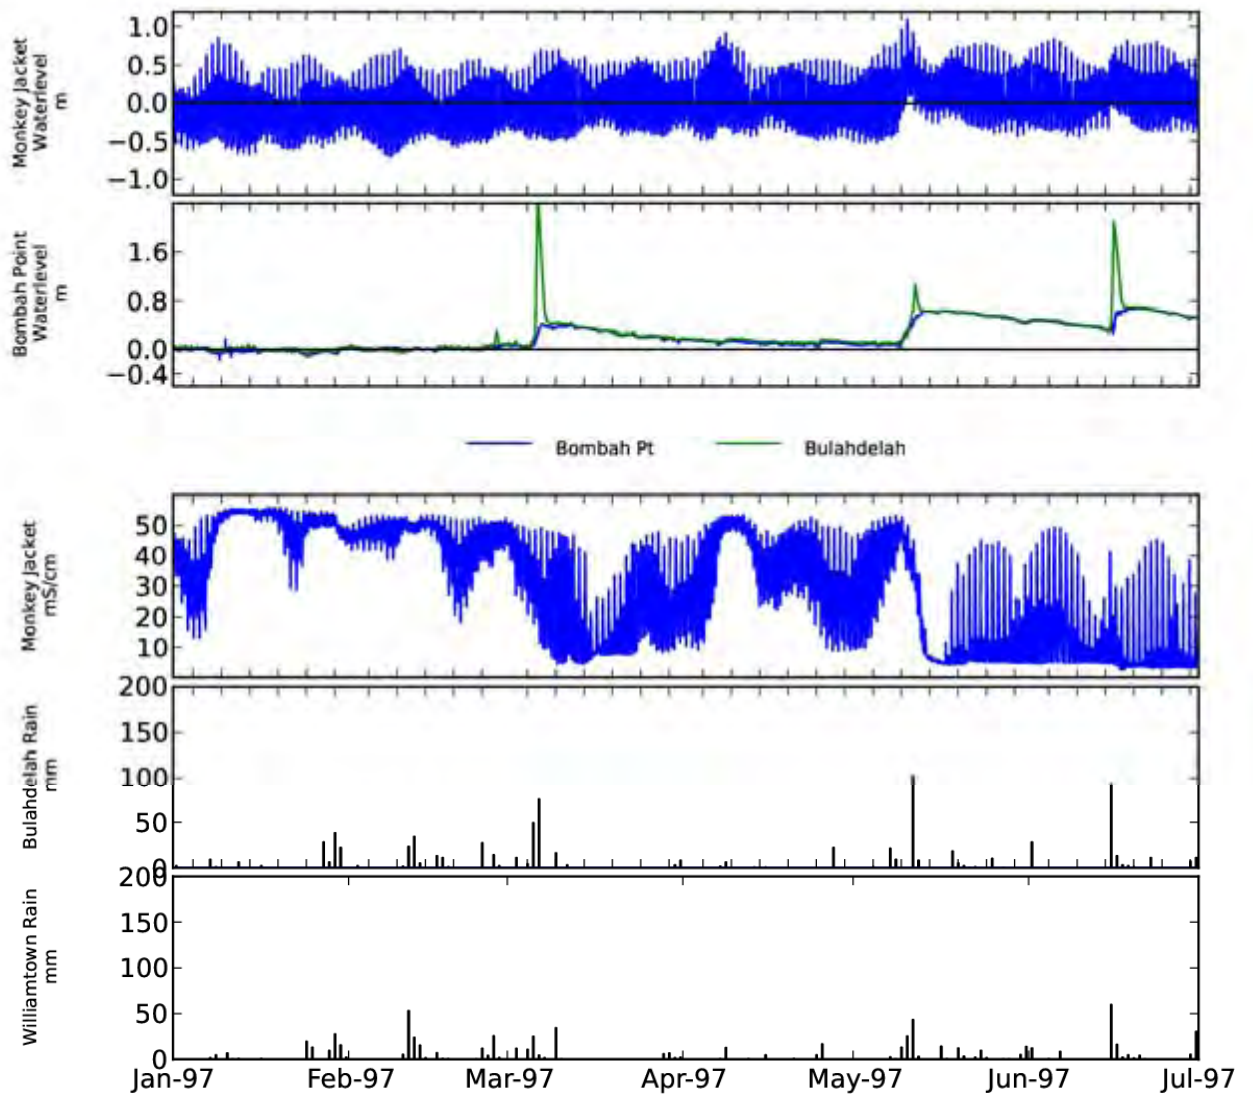 Monkey Jacket
Waterlevel
m
1.0
0.5
0.0
−0.5
−1.0
Bombah Point
Waterlevel
m
1.6
0.8
0.0
−0.4
Bombah Pt
Bulahdelah
Monkey Jacket
mS/cm
50
40
30
20
10
Bulahdelah Rain
mm
200
150
100
50
0
Williamtown Rain
mm
200
150
100
50
0
Jan-97 Feb-97 Mar-97 Apr-97 May-97 Jun-97 Jul-97